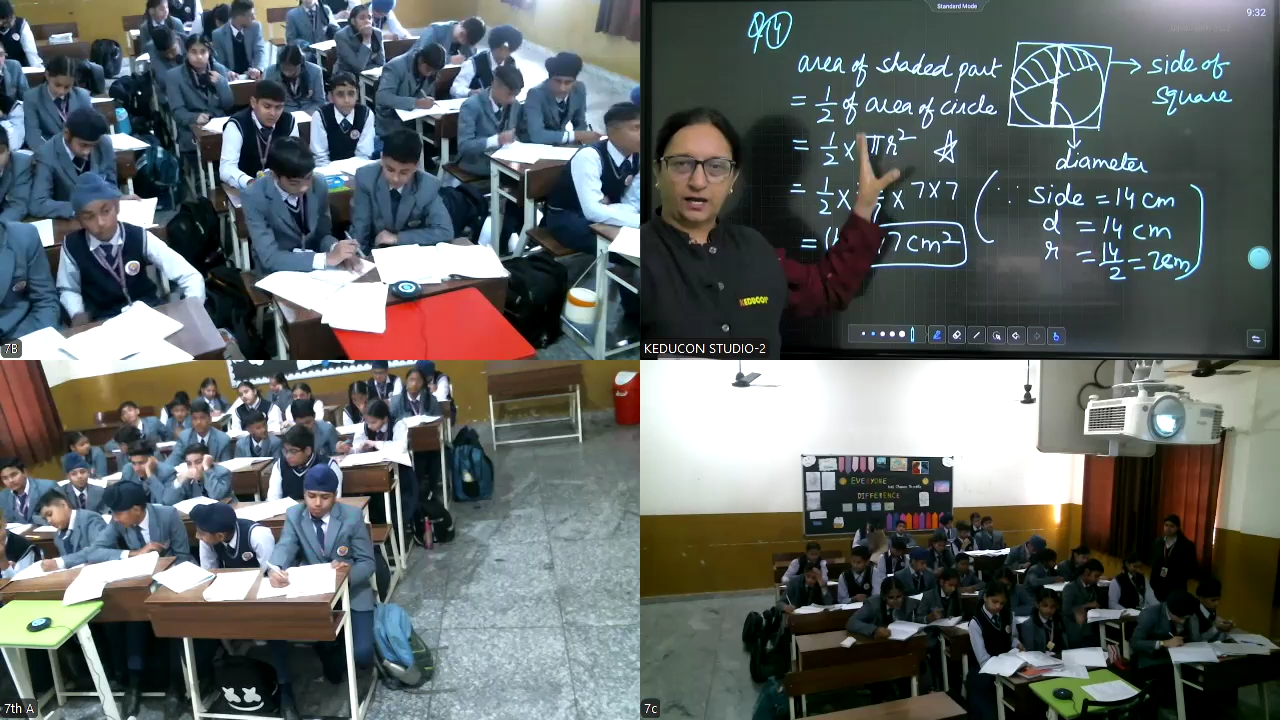 Standard Mode
9:32
Q14
area of shaded part
= 1/2 of area of circle
= 1/2 × πr² ☆
= 1/2 × × 7×7
= 7cm²
→ side of
square
diameter
(∵ side = 14 cm
d = 14 cm
r = 14/2 = 7cm)
KEDUCON
KEDUCON STUDIO-2
7B
7th A
7c
EVERYONE
DIFFERENCE